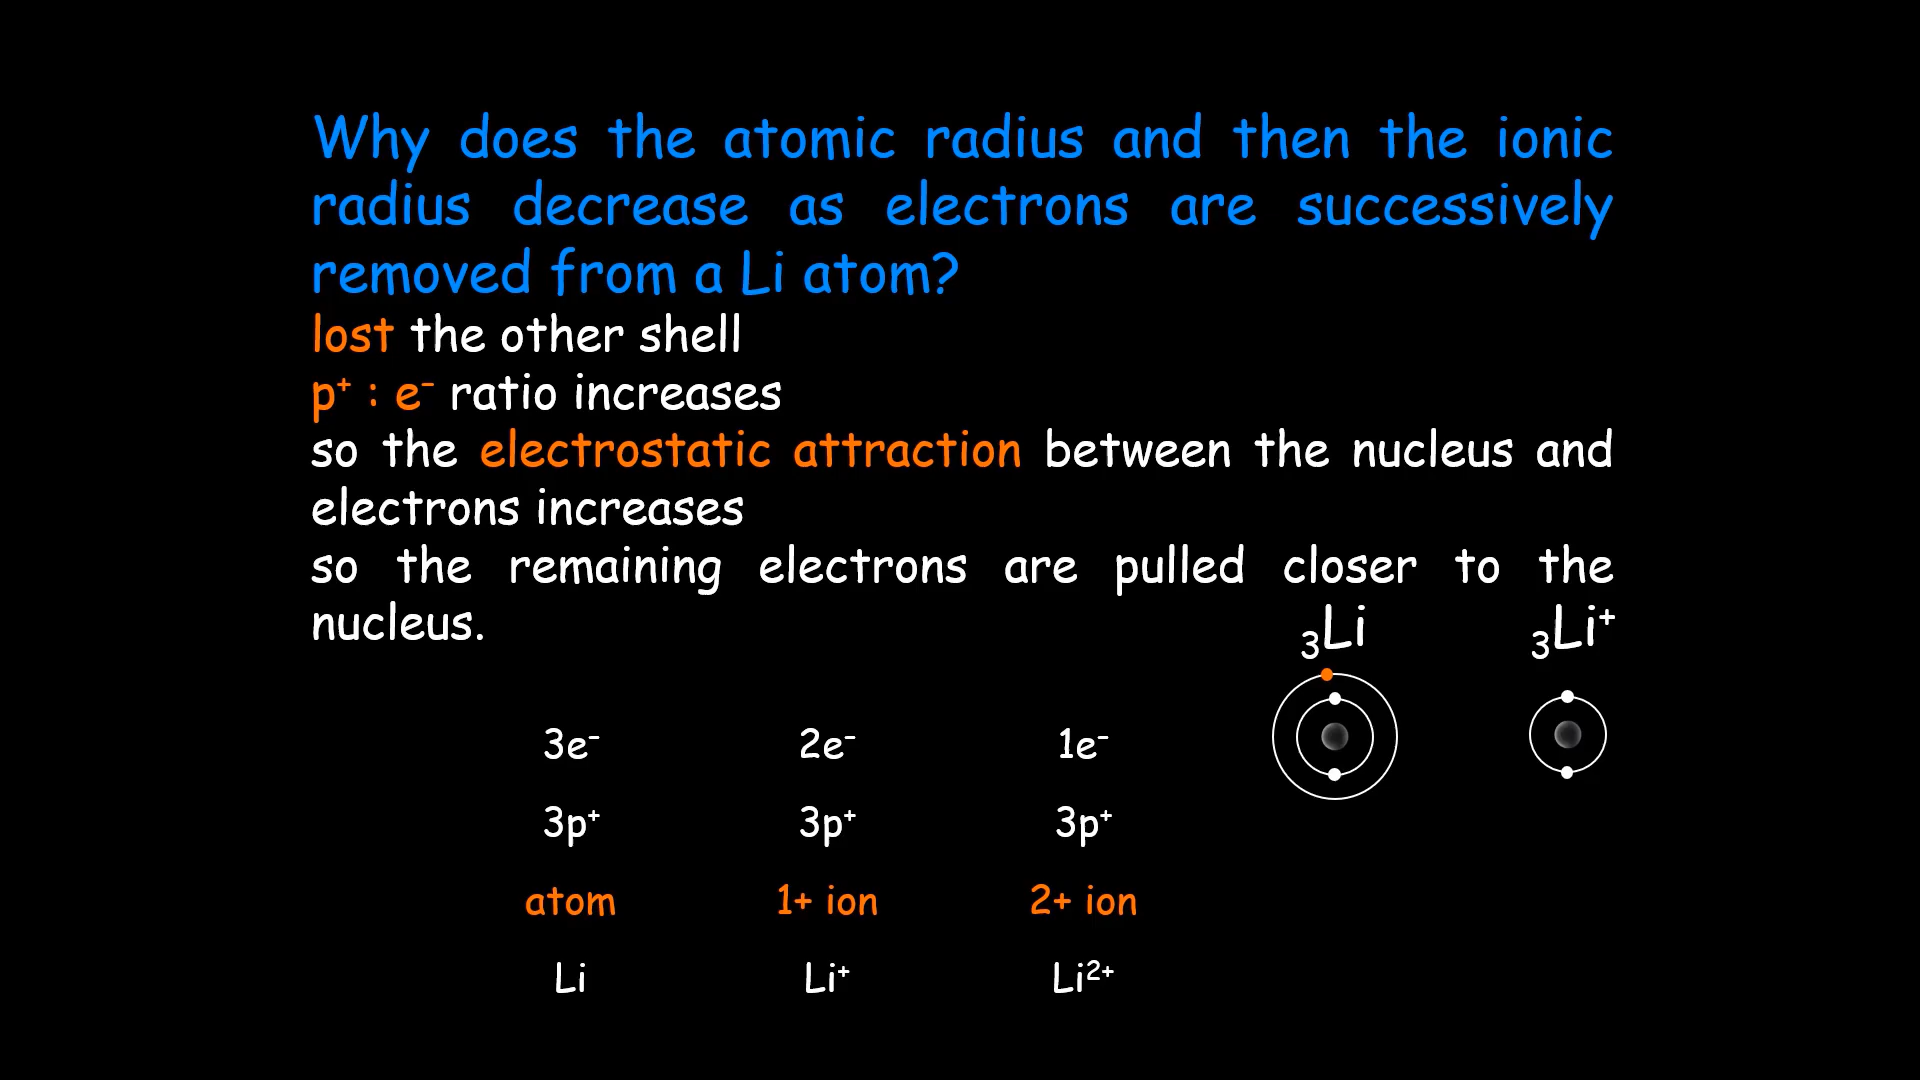 Why does the atomic radius and then the ionic
radius decrease as electrons are successively
removed from a Li atom?
lost the other shell
p⁺ : e⁻ ratio increases
so the electrostatic attraction between the nucleus and
electrons increases
so the remaining electrons are pulled closer to the
nucleus.
₃Li ₃Li⁺
3e⁻ 2e⁻ 1e⁻
3p⁺ 3p⁺ 3p⁺
atom 1+ ion 2+ ion
Li Li⁺ Li²⁺